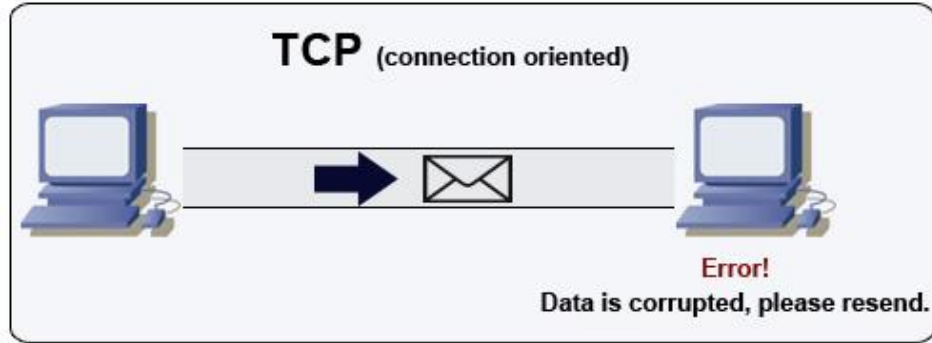 TCP (connection oriented)
Error!
Data is corrupted, please resend.